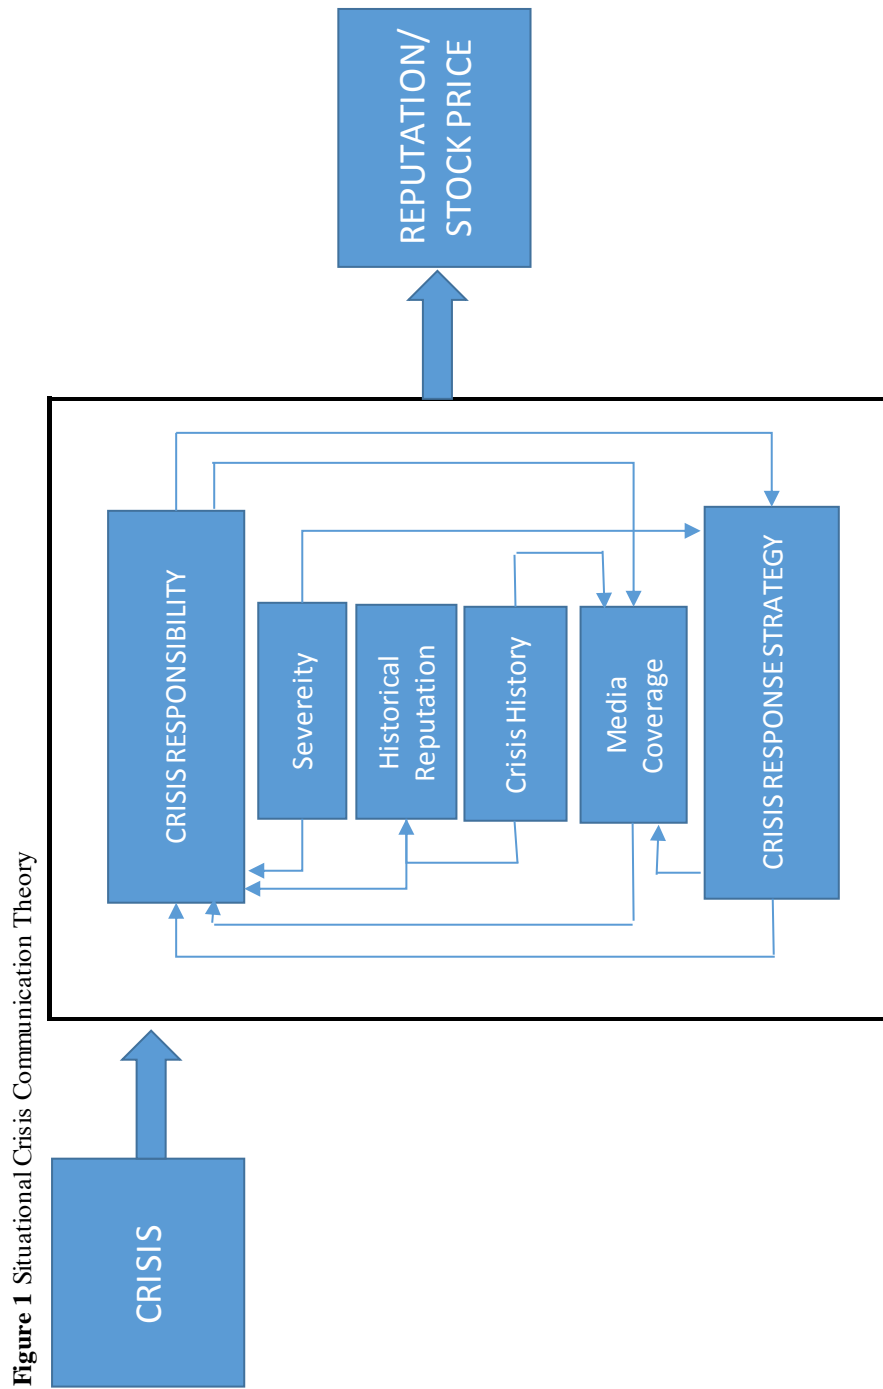 Figure 1 Situational Crisis Communication Theory
CRISIS
CRISIS RESPONSIBILITY
Severeity
Historical
Reputation
Crisis History
Media
Coverage
CRISIS RESPONSE STRATEGY
REPUTATION/
STOCK PRICE